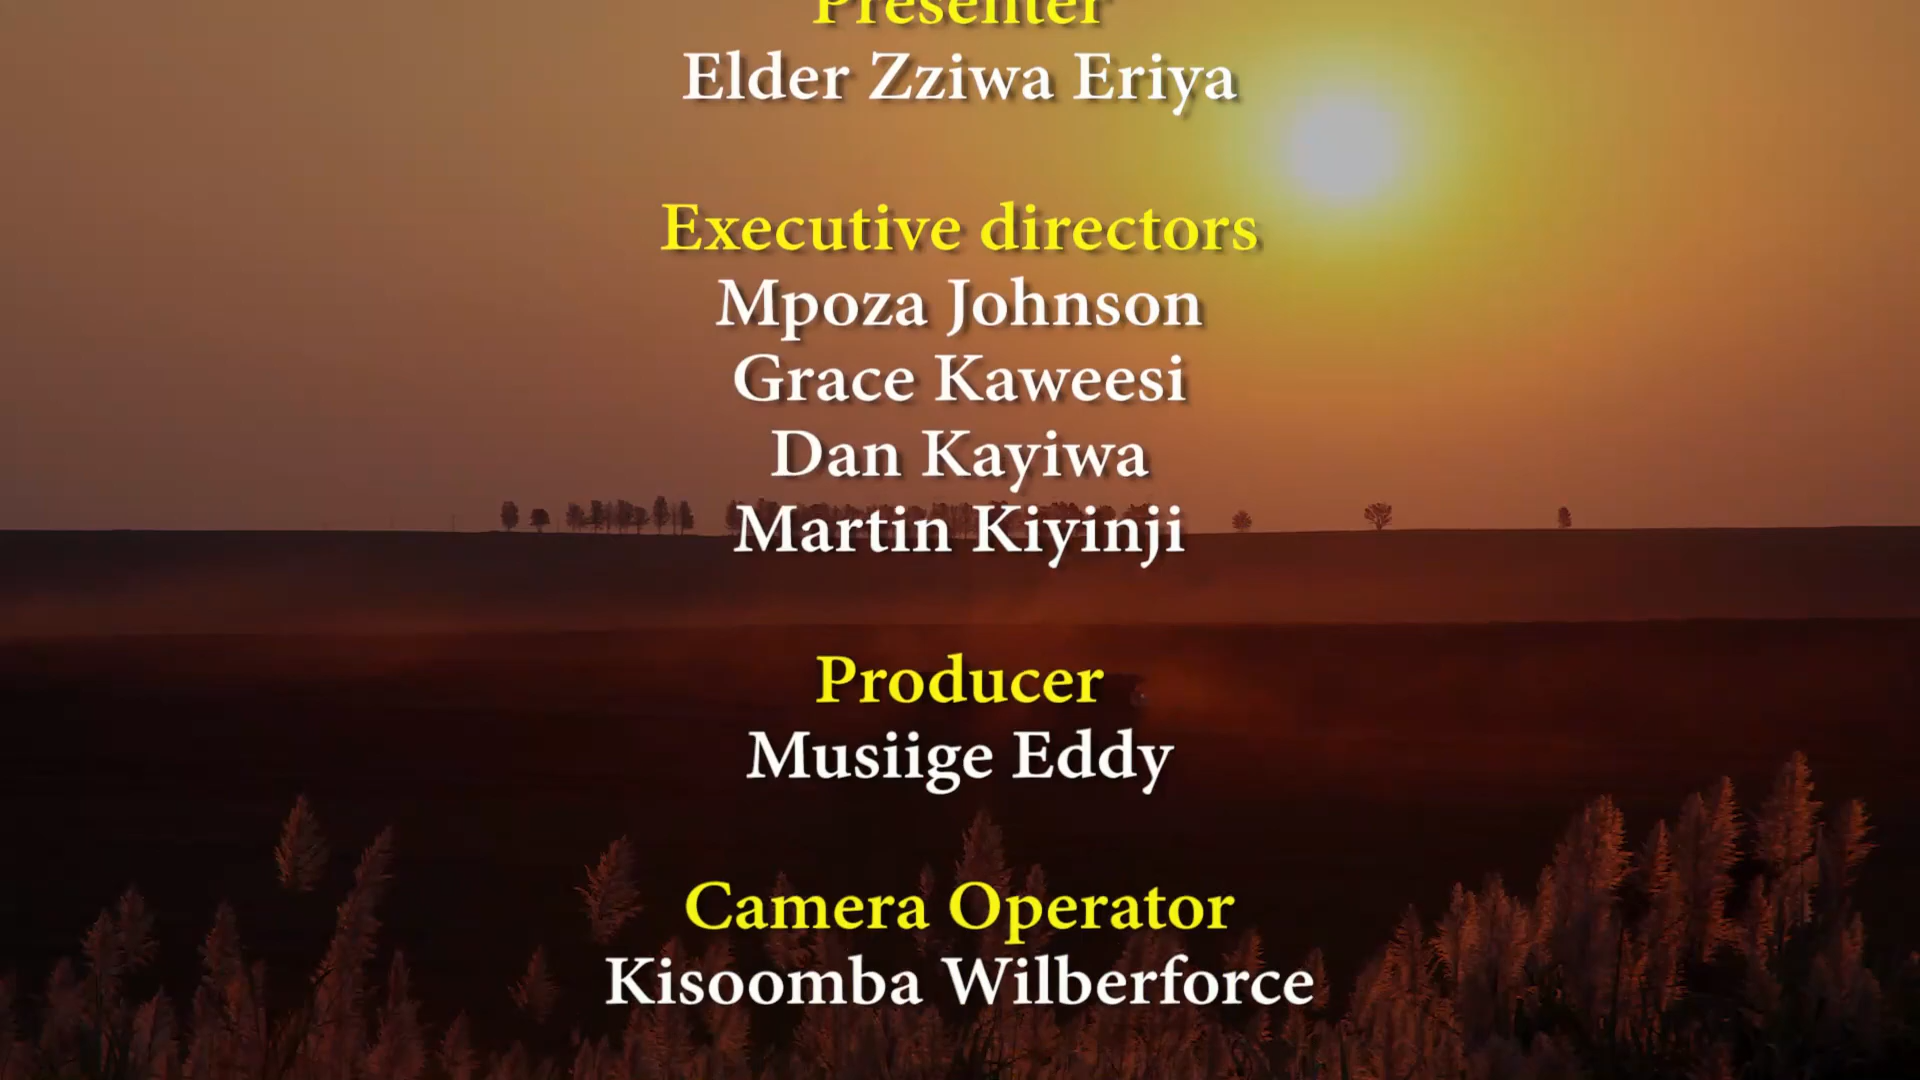 Presenter
Elder Zziwa Eriya
Executive directors
Mpoza Johnson
Grace Kaweesi
Dan Kayiwa
Martin Kiyinji
Producer
Musiige Eddy
Camera Operator
Kisoomba Wilberforce